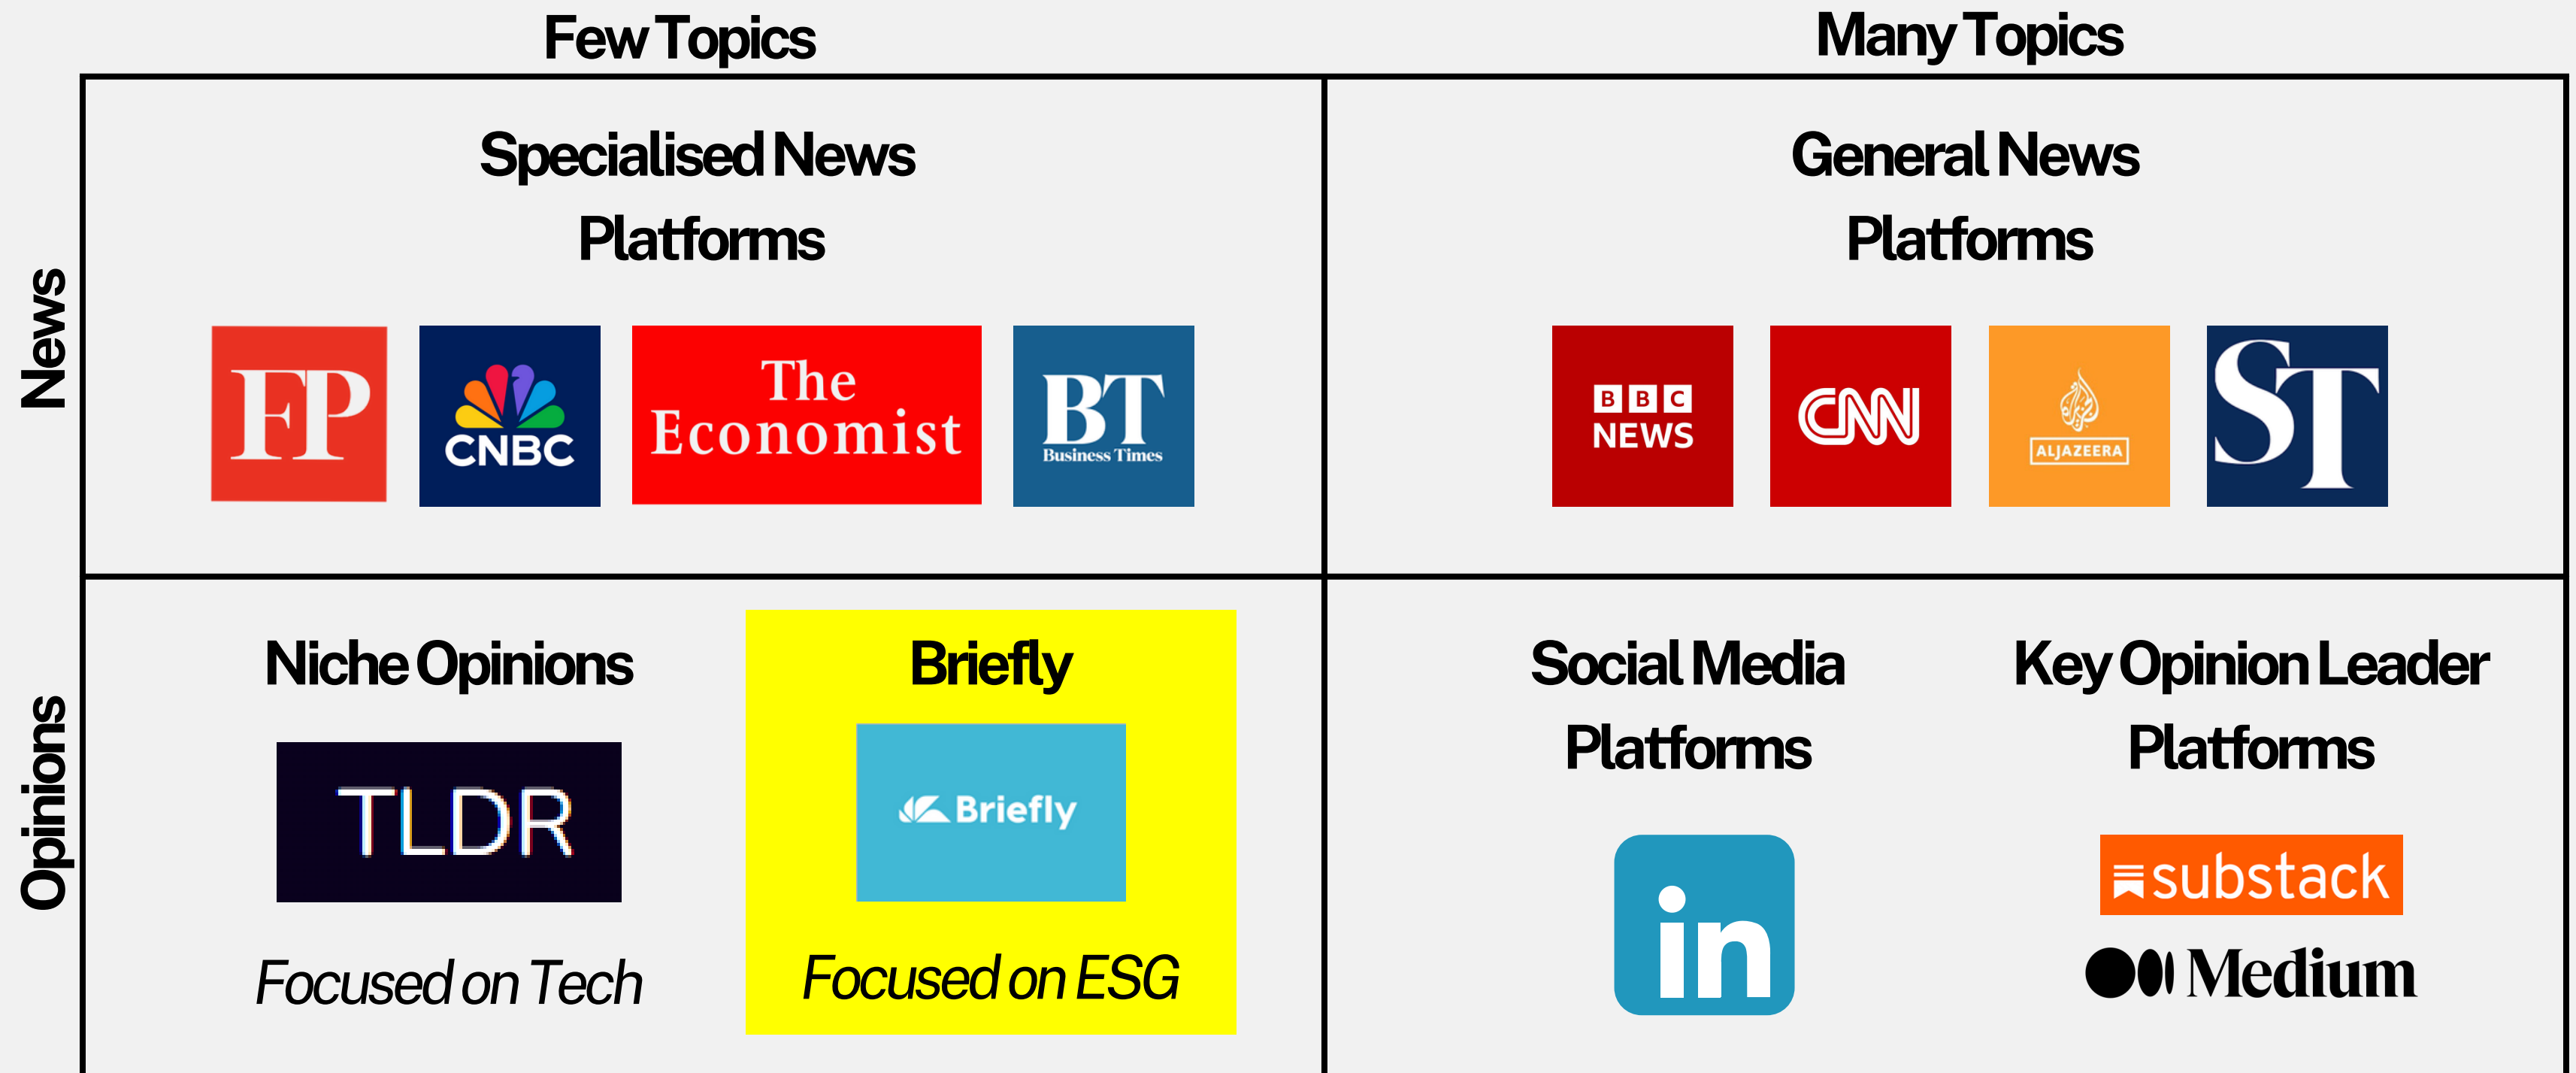 Few Topics
Many Topics
News
Specialised News
Platforms
FP
CNBC
The
Economist
BT
Business Times
General News
Platforms
BBC
NEWS
CNN
ALJAZEERA
ST
Opinions
Niche Opinions
TLDR
Focused on Tech
Briefly
Briefly
Focused on ESG
Social Media
Platforms
in
Key Opinion Leader
Platforms
substack
Medium